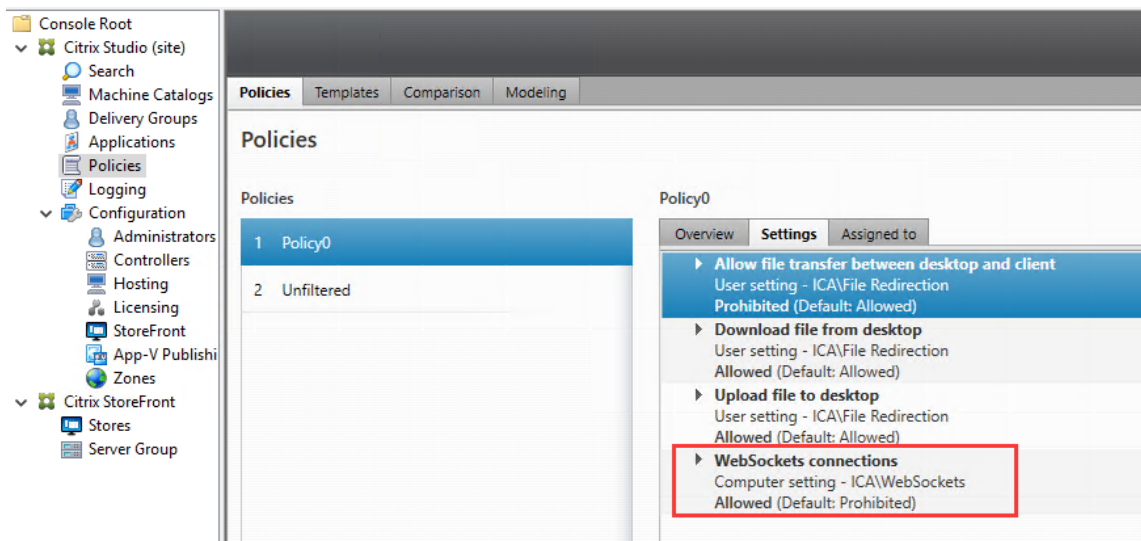 Console Root
Citrix Studio (site)
Search
Machine Catalogs
Delivery Groups
Applications
Policies
Logging
Configuration
Administrators
Controllers
Hosting
Licensing
StoreFront
App-V Publishi
Zones
Citrix StoreFront
Stores
Server Group
Policies Templates Comparison Modeling
Policies
Policies
1 Policy0
2 Unfiltered
Policy0
Overview Settings Assigned to
Allow file transfer between desktop and client
User setting - ICA\File Redirection
Prohibited (Default: Allowed)
Download file from desktop
User setting - ICA\File Redirection
Allowed (Default: Allowed)
Upload file to desktop
User setting - ICA\File Redirection
Allowed (Default: Allowed)
WebSockets connections
Computer setting - ICA\WebSockets
Allowed (Default: Prohibited)